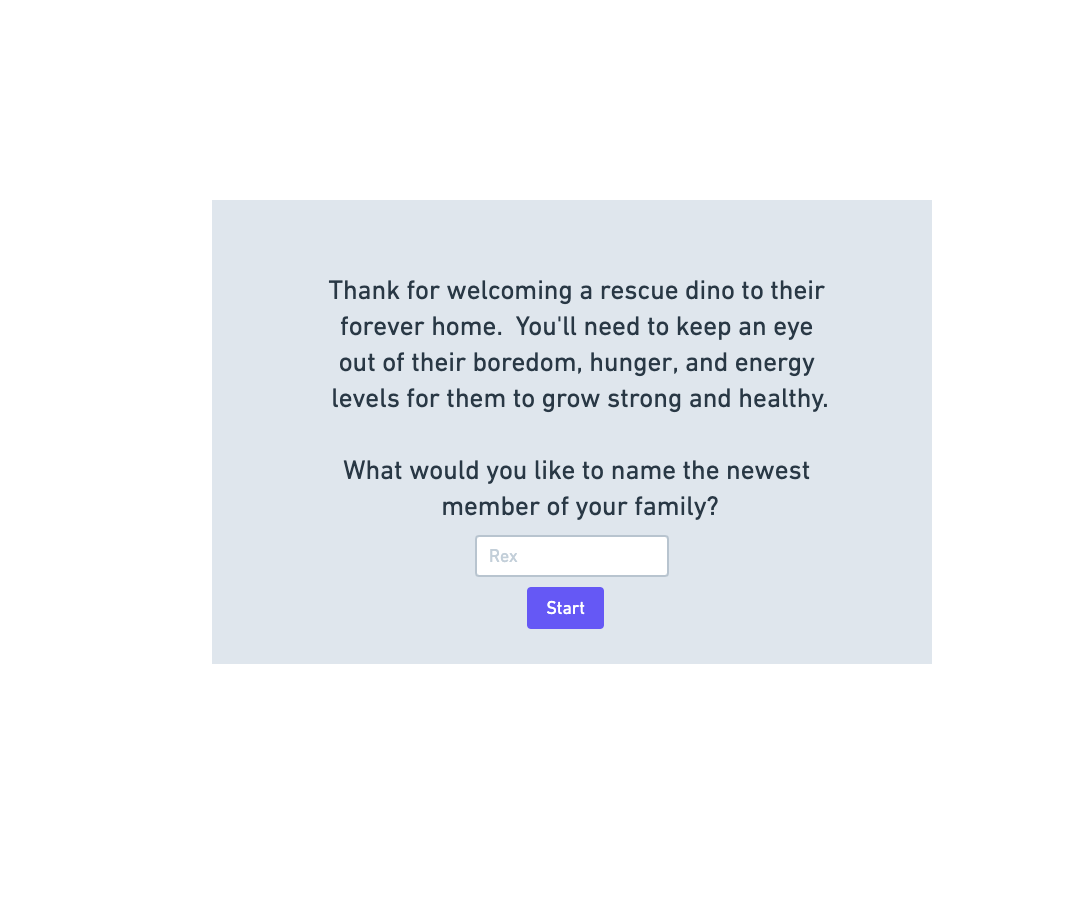 Thank for welcoming a rescue dino to their
forever home.  You'll need to keep an eye
out of their boredom, hunger, and energy
levels for them to grow strong and healthy.
What would you like to name the newest
member of your family?
Rex
Start